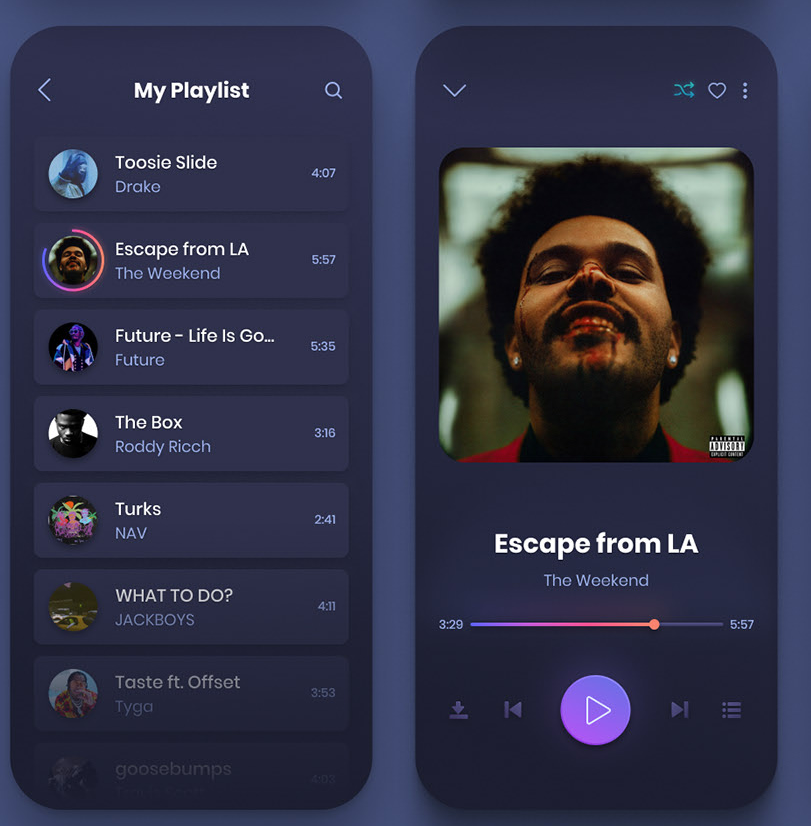 My Playlist
Toosie Slide
Drake
4:07
Escape from LA
The Weekend
5:57
Future - Life Is Go...
Future
5:35
The Box
Roddy Ricch
3:16
Turks
NAV
2:41
WHAT TO DO?
JACKBOYS
4:11
Taste ft. Offset
Tyga
3:53
goosebumps
Travis Scott
4:03
PARENTAL
ADVISORY
EXPLICIT CONTENT
Escape from LA
The Weekend
3:29
5:57